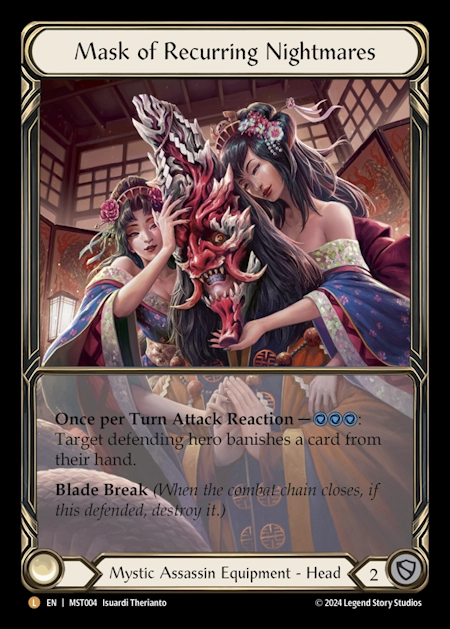 Mask of Recurring Nightmares
Once per Turn Attack Reaction — :
Target defending hero banishes a card from
their hand.
Blade Break (When the combat chain closes, if
this defended, destroy it.)
Mystic Assassin Equipment - Head
2
L EN | MST004 Isuardi Therianto
© 2024 Legend Story Studios